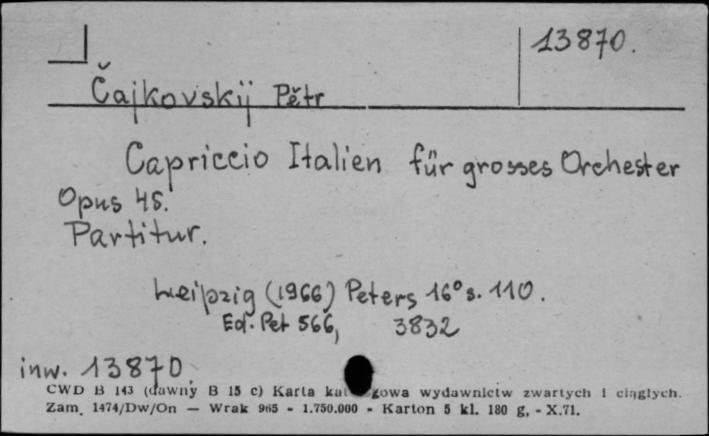 13870.
Čajkovskij Pětr
Capriccio Italien für grosses Orchester
Opus 45.
Partitur.
Leipzig (1966) Peters 16° s. 110.
Ed. Pet 566, 3832
inw. 13870
CWD B 143 (dawny B 15 c) Karta kat gowa wydawnictw zwartych i ciągłych.
Zam. 1474/Dw/On — Wrak 965 - 1.750.000 - Karton 5 kl. 180 g, - X.71.